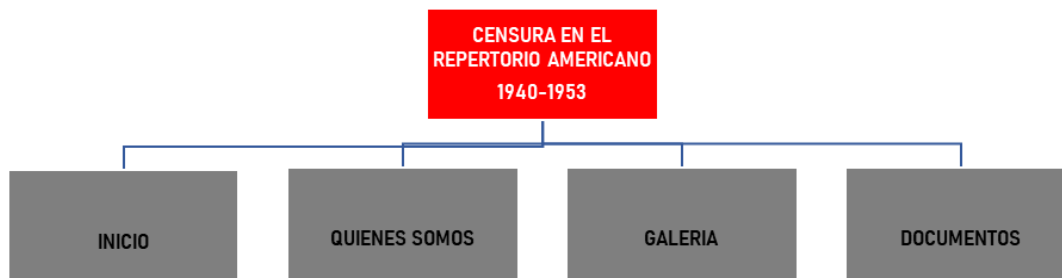 CENSURA EN EL
REPERTORIO AMERICANO
1940-1953
INICIO
QUIENES SOMOS
GALERIA
DOCUMENTOS